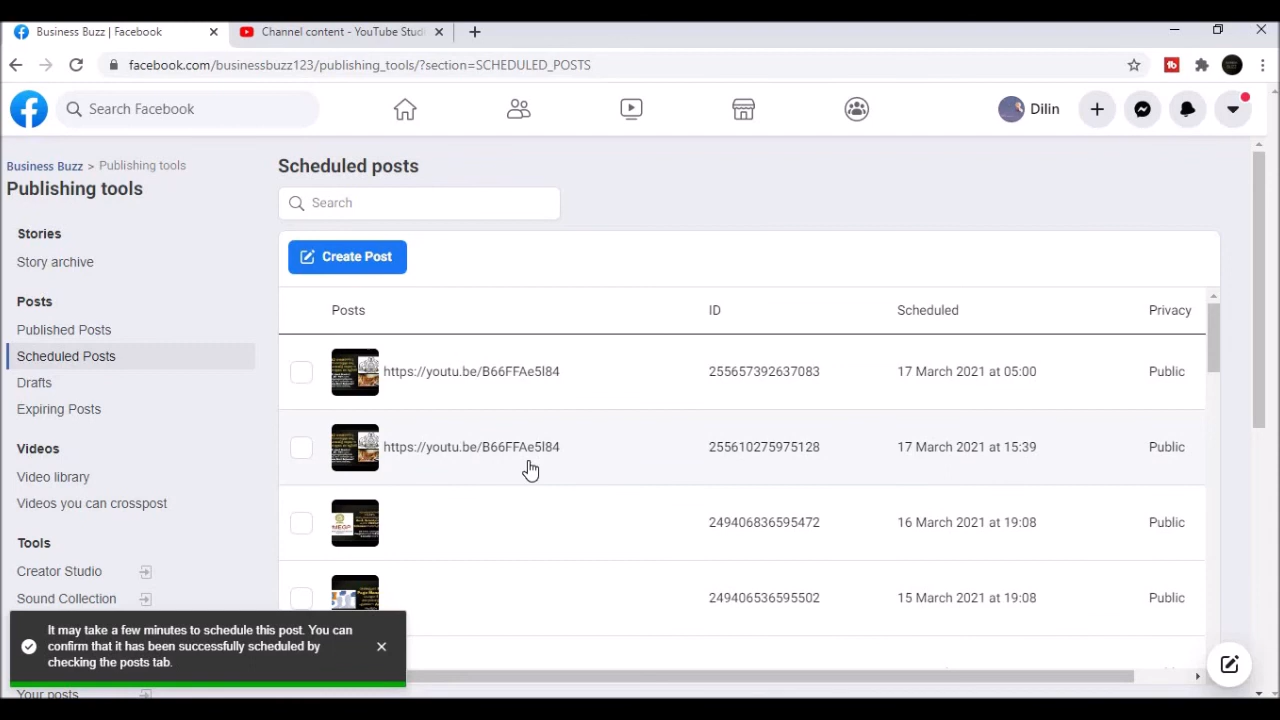 Business Buzz | Facebook
Channel content - YouTube Studi
facebook.com/businessbuzz123/publishing_tools/?section=SCHEDULED_POSTS
Search Facebook
Dilin
Business Buzz > Publishing tools
Publishing tools
Stories
Story archive
Posts
Published Posts
Scheduled Posts
Drafts
Expiring Posts
Videos
Video library
Videos you can crosspost
Tools
Creator Studio
Sound Collection
Your posts
Scheduled posts
Search
Create Post
Posts ID Scheduled Privacy
https://youtu.be/B66FFAe5l84 255657392637083 17 March 2021 at 05:00 Public
https://youtu.be/B66FFAe5l84 255610275975128 17 March 2021 at 15:39 Public
249406836595472 16 March 2021 at 19:08 Public
249406536595502 15 March 2021 at 19:08 Public
It may take a few minutes to schedule this post. You can
confirm that it has been successfully scheduled by
checking the posts tab.